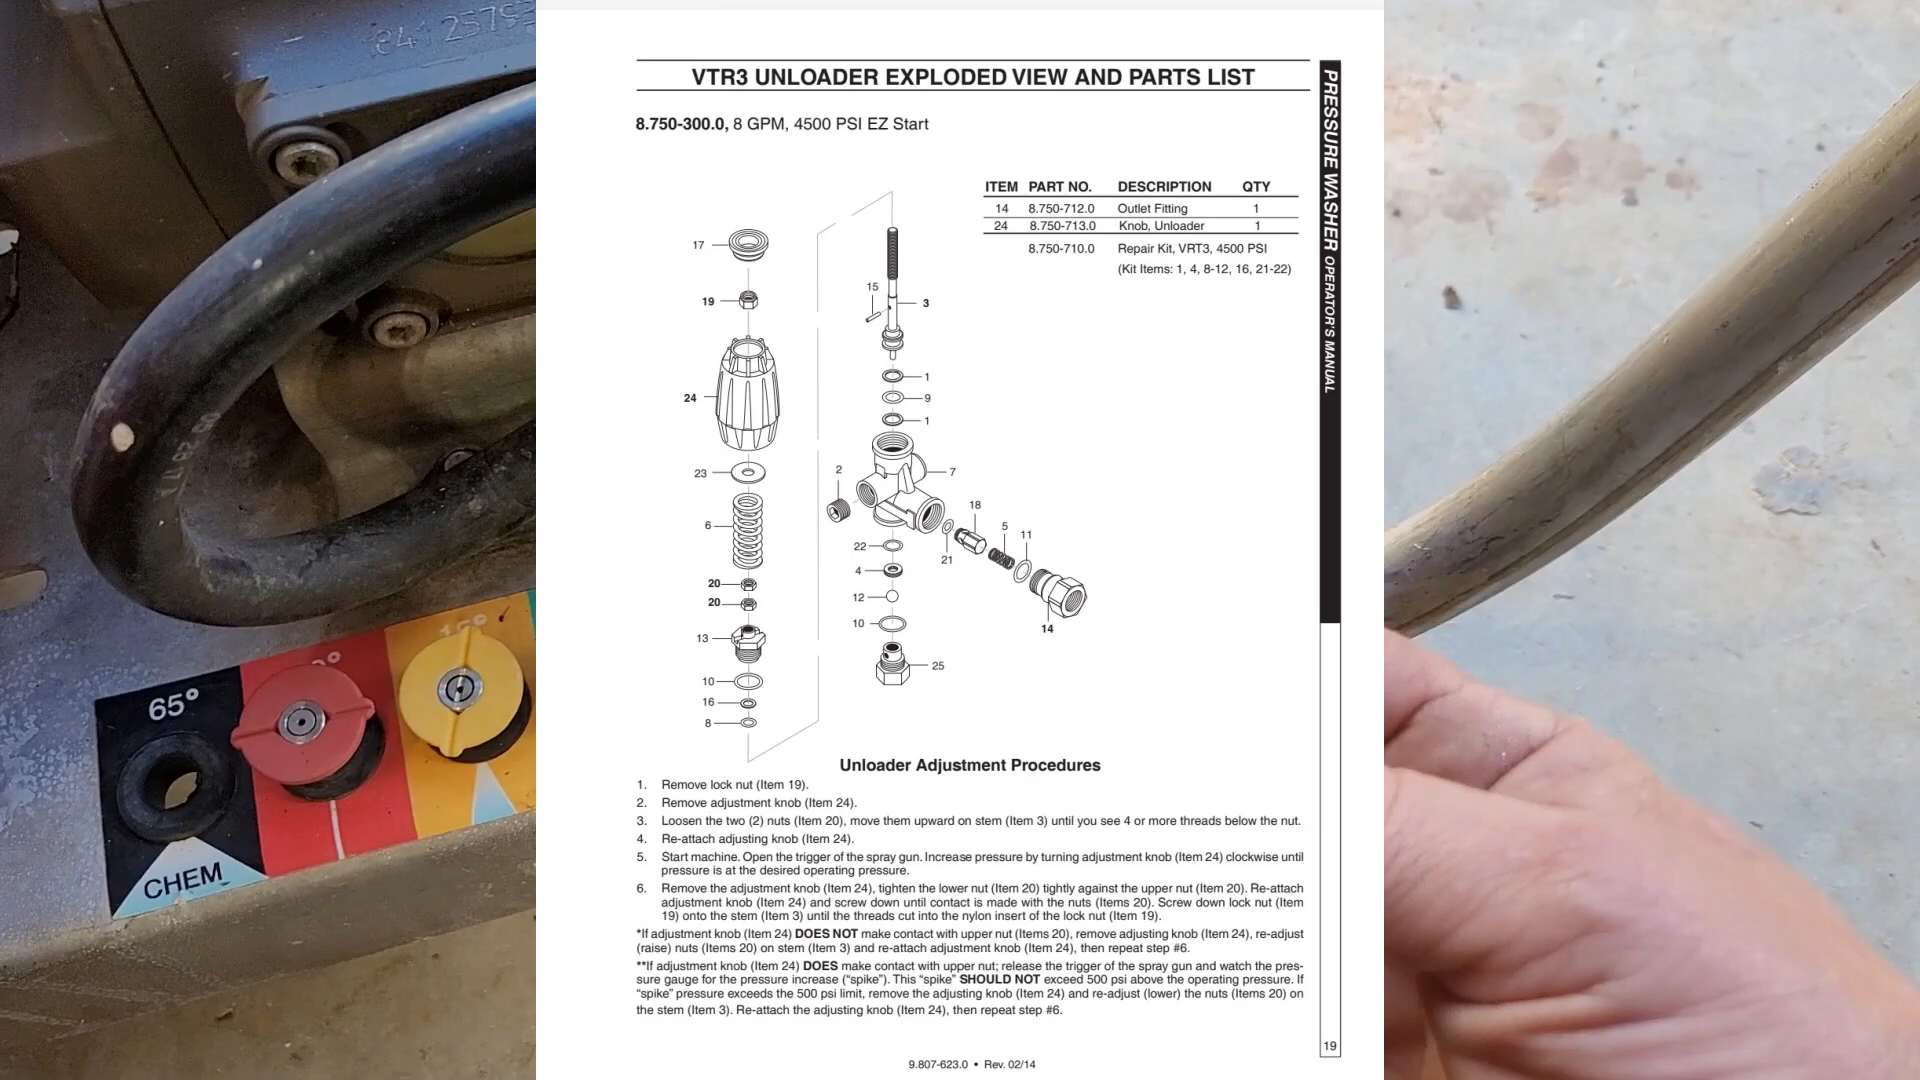 841 2579
65°
CHEM
VTR3 UNLOADER EXPLODED VIEW AND PARTS LIST
8.750-300.0, 8 GPM, 4500 PSI EZ Start
ITEM PART NO. DESCRIPTION QTY
14 8.750-712.0 Outlet Fitting 1
24 8.750-713.0 Knob, Unloader 1
8.750-710.0 Repair Kit, VRT3, 4500 PSI
(Kit Items: 1, 4, 8-12, 16, 21-22)
17
19
24
23
6
20
20
13
10
16
8
15
3
1
9
1
2
7
18
5
11
21
14
22
4
12
10
25
Unloader Adjustment Procedures
1. Remove lock nut (Item 19).
2. Remove adjustment knob (Item 24).
3. Loosen the two (2) nuts (Item 20), move them upward on stem (Item 3) until you see 4 or more threads below the nut.
4. Re-attach adjusting knob (Item 24).
5. Start machine. Open the trigger of the spray gun. Increase pressure by turning adjustment knob (Item 24) clockwise until
pressure is at the desired operating pressure.
6. Remove the adjustment knob (Item 24), tighten the lower nut (Item 20) tightly against the upper nut (Item 20). Re-attach
adjustment knob (Item 24) and screw down until contact is made with the nuts (Items 20). Screw down lock nut (Item
19) onto the stem (Item 3) until the threads cut into the nylon insert of the lock nut (Item 19).
*If adjustment knob (Item 24) DOES NOT make contact with upper nut (Items 20), remove adjusting knob (Item 24), re-adjust
(raise) nuts (Items 20) on stem (Item 3) and re-attach adjustment knob (Item 24), then repeat step #6.
**If adjustment knob (Item 24) DOES make contact with upper nut; release the trigger of the spray gun and watch the pres-
sure gauge for the pressure increase (“spike”). This “spike” SHOULD NOT exceed 500 psi above the operating pressure. If
“spike” pressure exceeds the 500 psi limit, remove the adjusting knob (Item 24) and re-adjust (lower) the nuts (Items 20) on
the stem (Item 3). Re-attach the adjusting knob (Item 24), then repeat step #6.
9.807-623.0 • Rev. 02/14
PRESSURE WASHER OPERATOR'S MANUAL
19